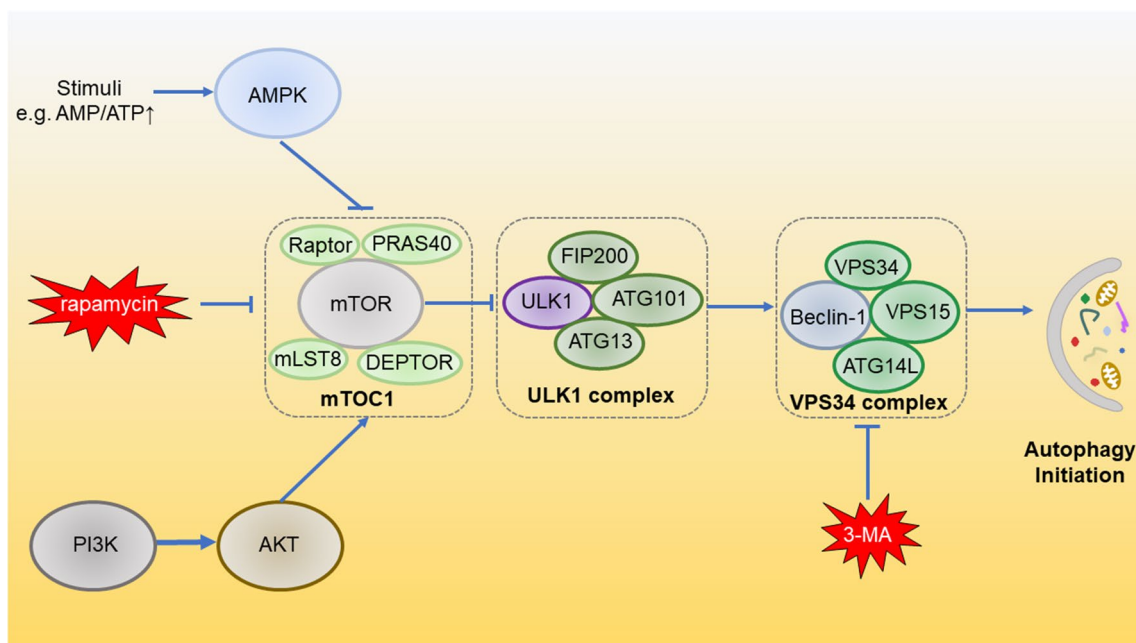 Stimuli
e.g. AMP/ATP↑
AMPK
Raptor
PRAS40
mTOR
mLST8
DEPTOR
mTOC1
rapamycin
FIP200
ULK1
ATG101
ATG13
ULK1 complex
VPS34
Beclin-1
VPS15
ATG14L
VPS34 complex
Autophagy
Initiation
PI3K
AKT
3-MA